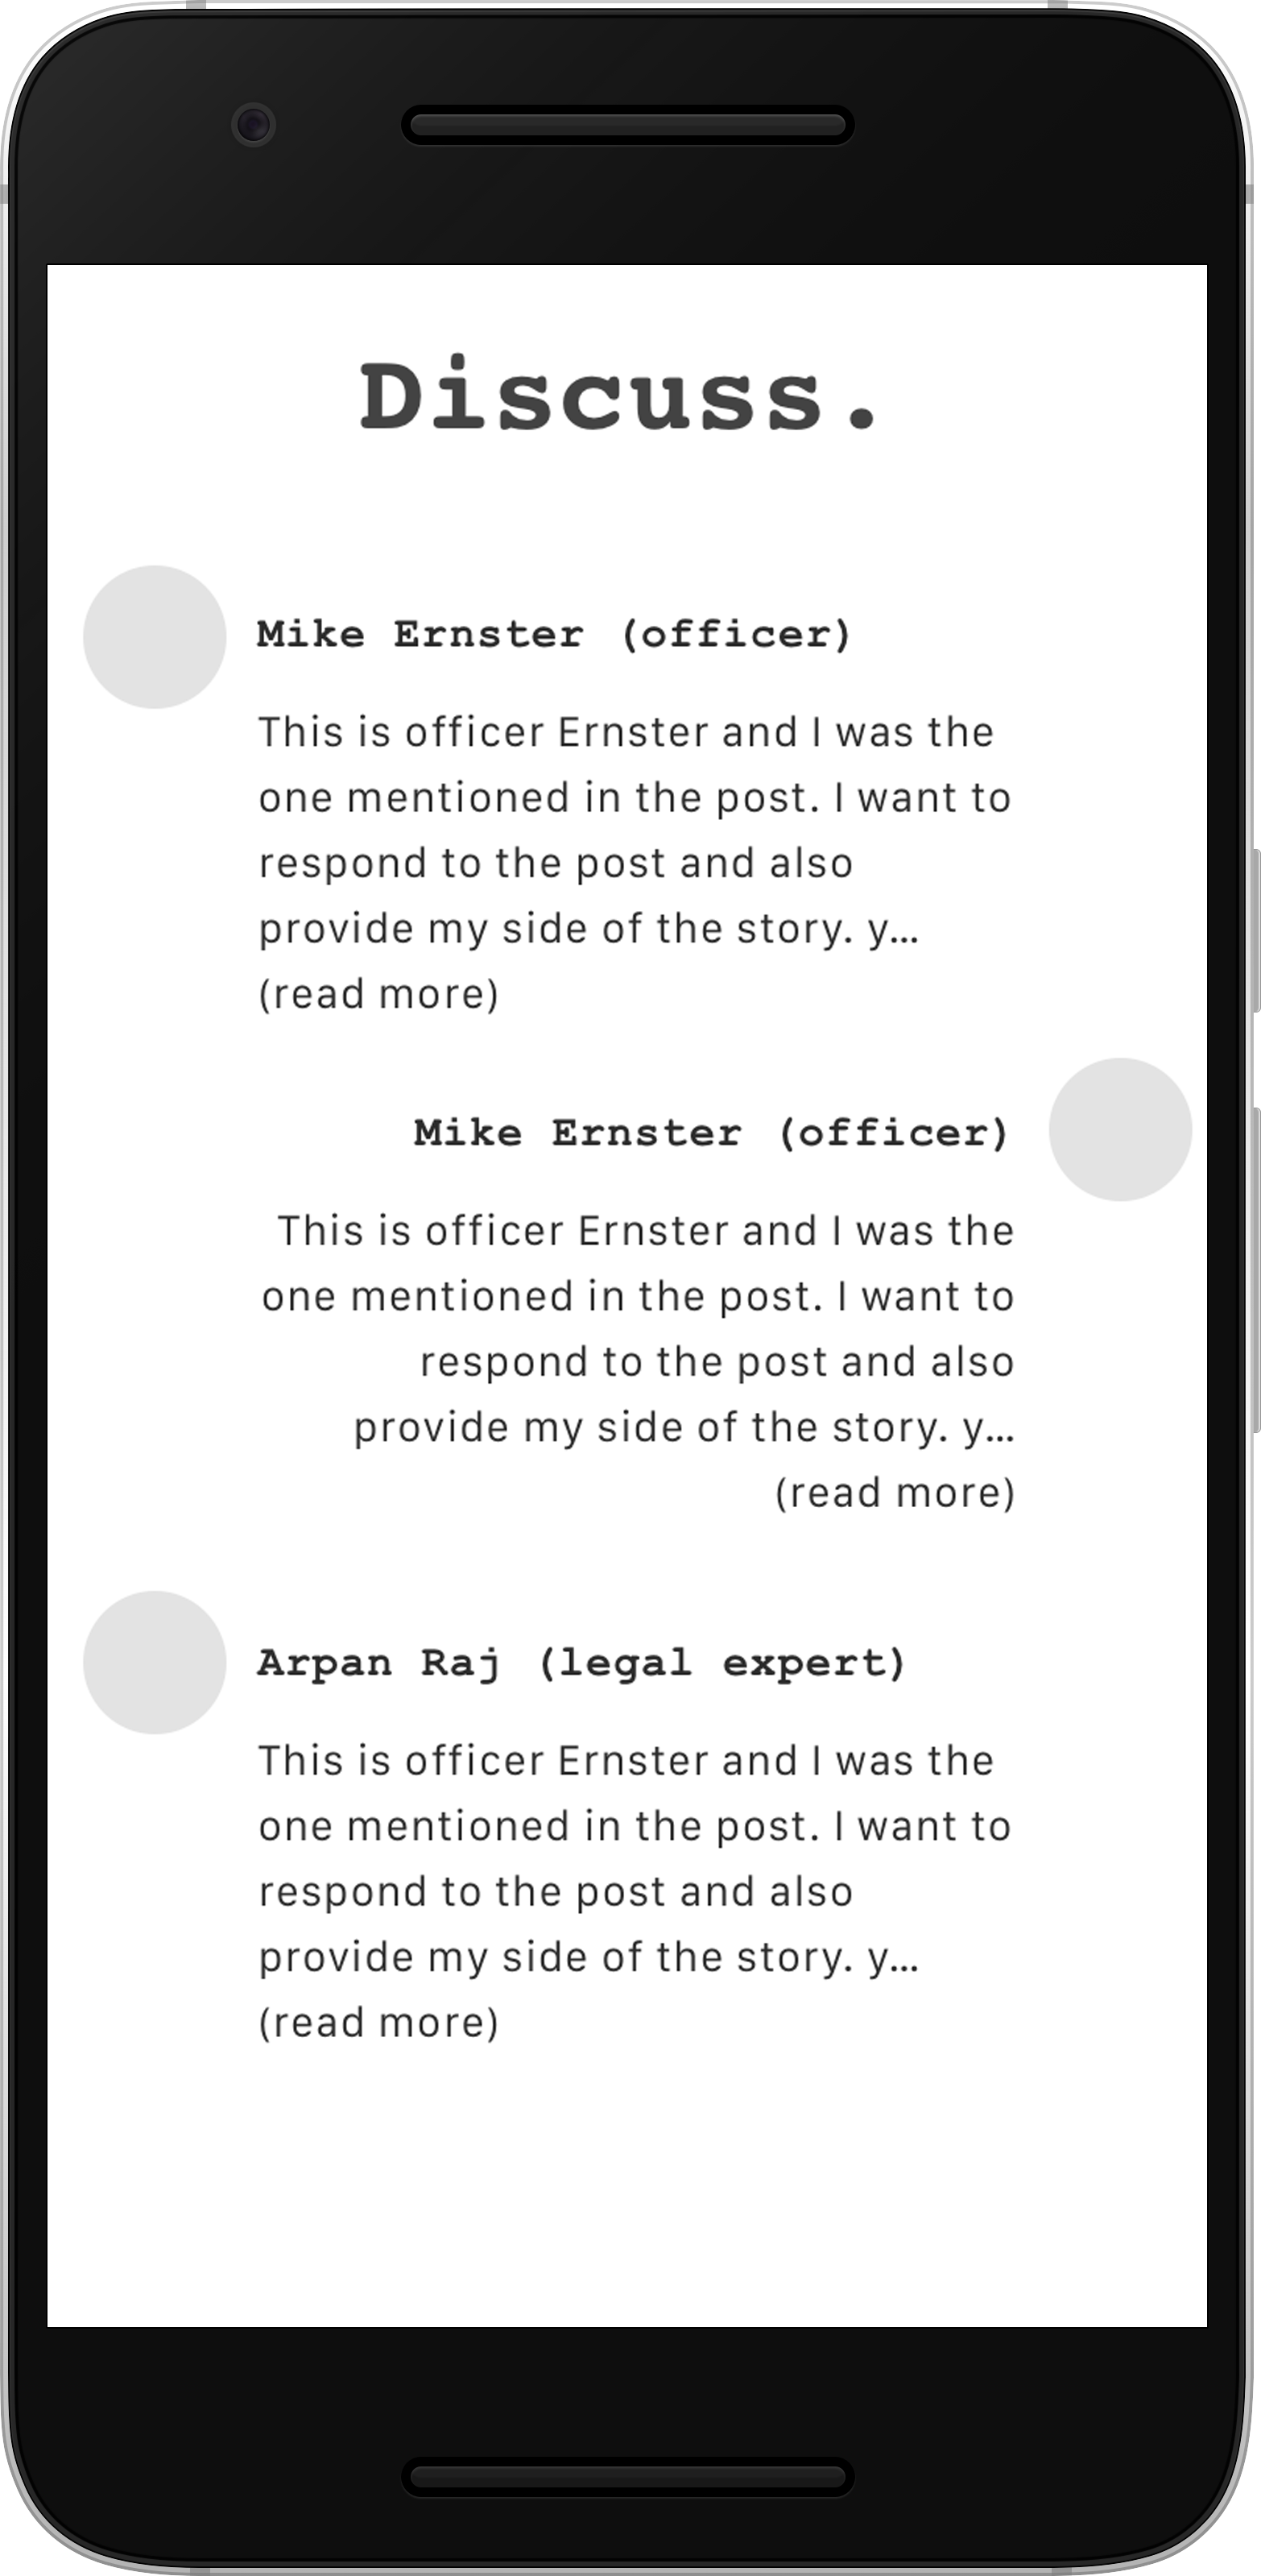 Discuss.
Mike Ernster (officer)
This is officer Ernster and I was the
one mentioned in the post. I want to
respond to the post and also
provide my side of the story. y...
(read more)
Mike Ernster (officer)
This is officer Ernster and I was the
one mentioned in the post. I want to
respond to the post and also
provide my side of the story. y...
(read more)
Arpan Raj (legal expert)
This is officer Ernster and I was the
one mentioned in the post. I want to
respond to the post and also
provide my side of the story. y...
(read more)